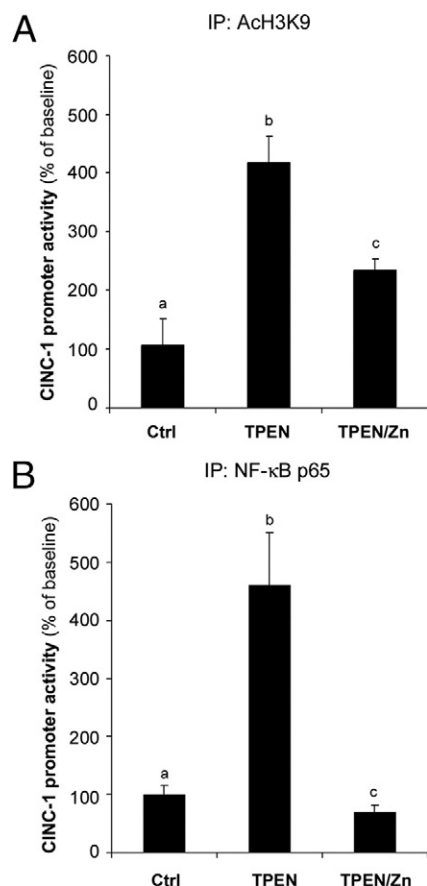 A
IP: AcH3K9
CINC-1 promoter activity (% of baseline)
600
500
400
300
200
100
0
a
b
c
Ctrl TPEN TPEN/Zn
B
IP: NF-κB p65
CINC-1 promoter activity (% of baseline)
600
500
400
300
200
100
0
a
b
c
Ctrl TPEN TPEN/Zn